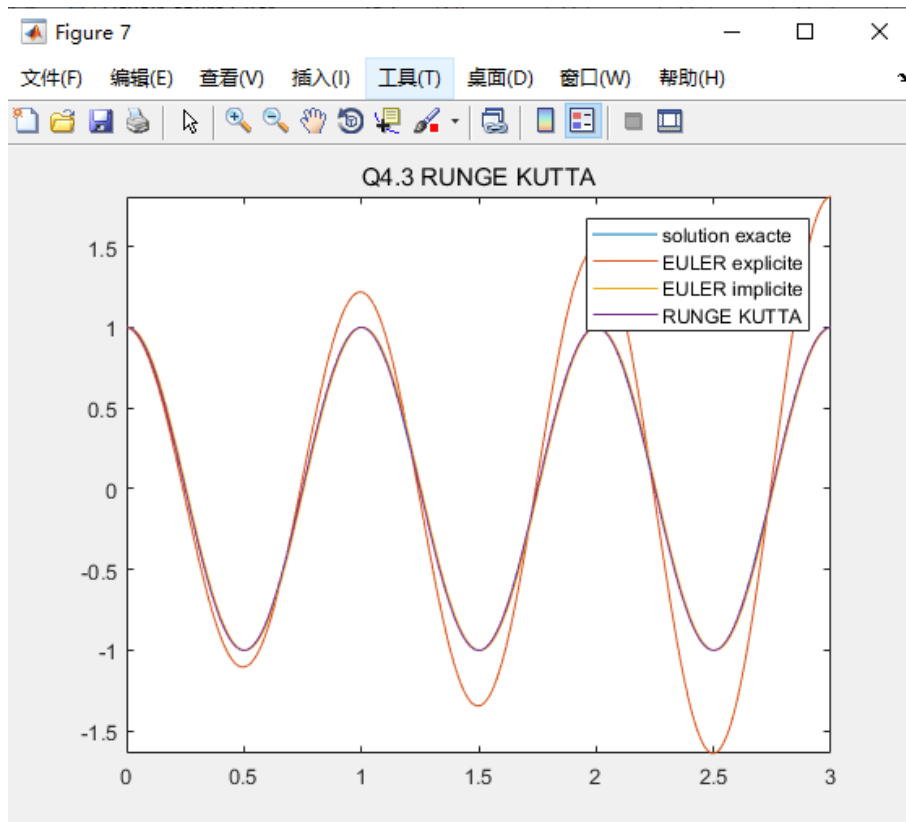 Figure 7
文件(F) 编辑(E) 查看(V) 插入(I) 工具(T) 桌面(D) 窗口(W) 帮助(H)
Q4.3 RUNGE KUTTA
solution exacte
EULER explicite
EULER implicite
RUNGE KUTTA
1.5
1
0.5
0
-0.5
-1
-1.5
0 0.5 1 1.5 2 2.5 3